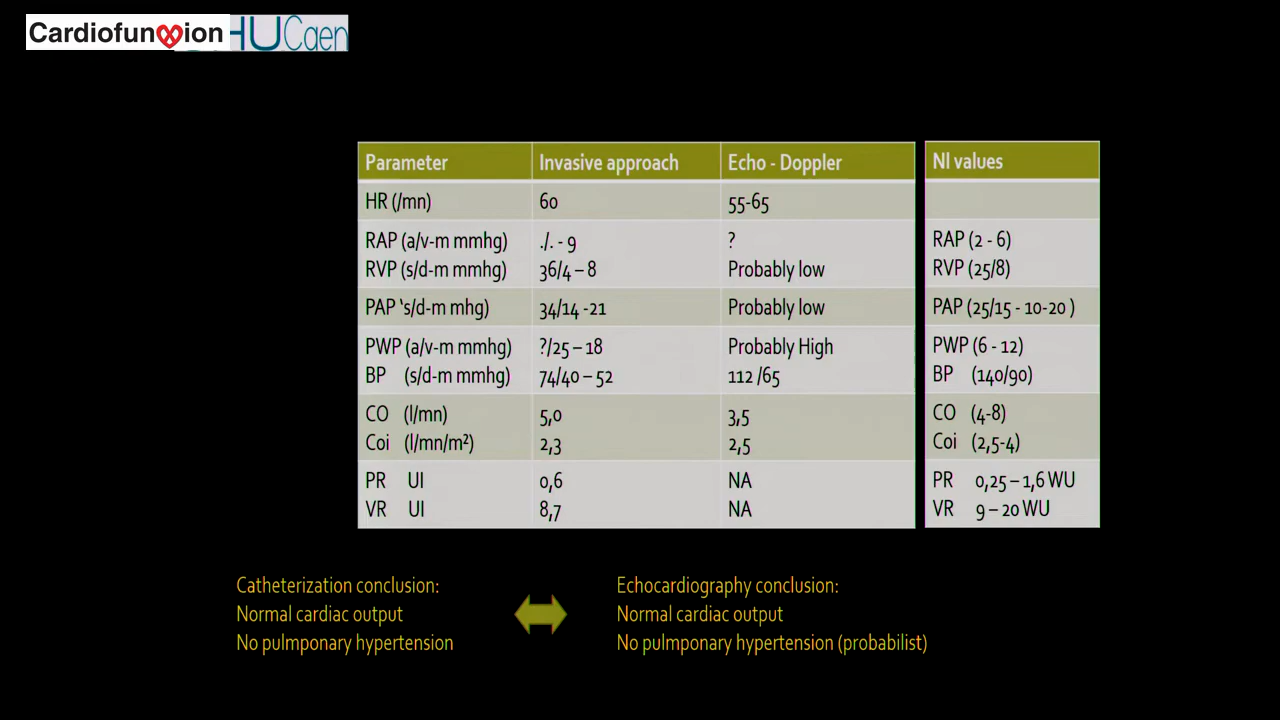 Cardiofunxion HU Caen
Parameter Invasive approach Echo - Doppler NI values
HR (/mn) 60 55-65
RAP (a/v-m mmhg) ./. - 9 ? RAP (2 - 6)
RVP (s/d-m mmhg) 36/4 – 8 Probably low RVP (25/8)
PAP ‘s/d-m mhg) 34/14 -21 Probably low PAP (25/15 - 10-20 )
PWP (a/v-m mmhg) ?/25 – 18 Probably High PWP (6 - 12)
BP (s/d-m mmhg) 74/40 – 52 112 /65 BP (140/90)
CO (l/mn) 5,0 3,5 CO (4-8)
Coi (l/mn/m²) 2,3 2,5 Coi (2,5-4)
PR UI 0,6 NA PR 0,25 – 1,6 WU
VR UI 8,7 NA VR 9 – 20 WU
Catheterization conclusion: Echocardiography conclusion:
Normal cardiac output Normal cardiac output
No pulmponary hypertension No pulmponary hypertension (probabilist)